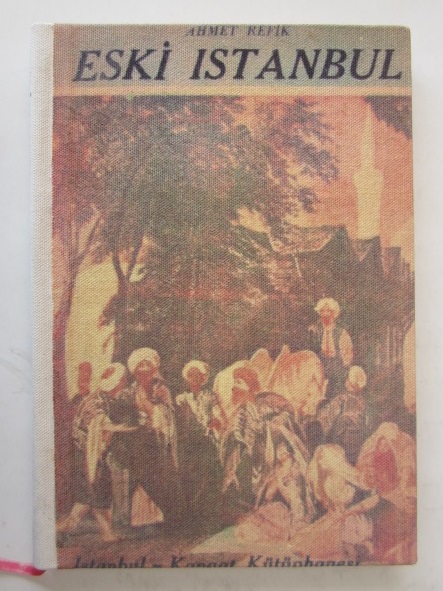 AHMET REFİK
ESKİ ISTANBUL
Istanbul - Kanaat Kütüphanesi